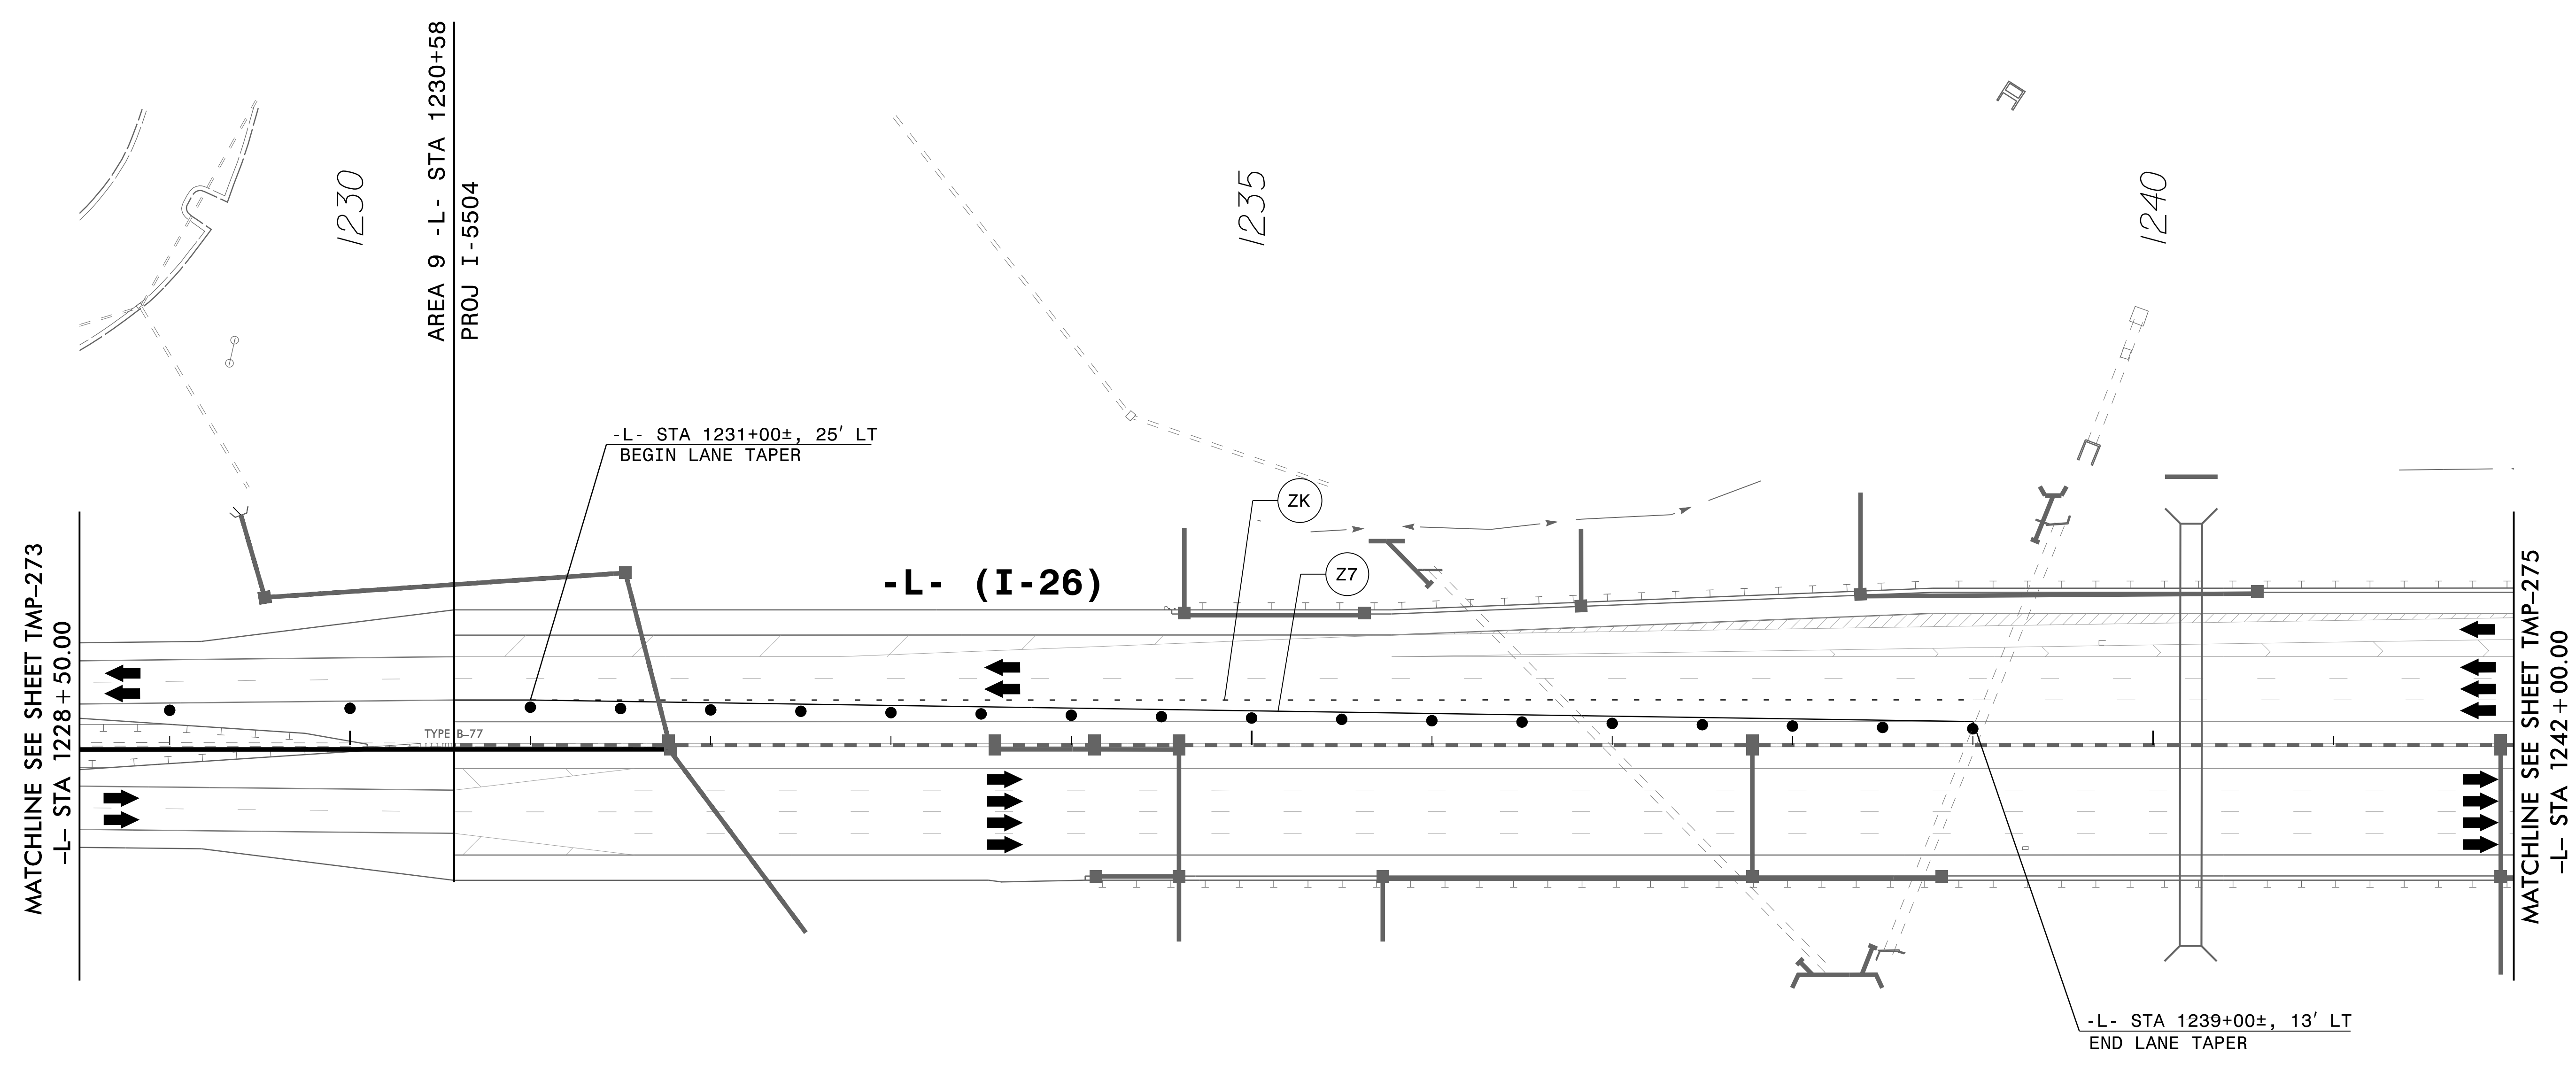 AREA 9 -L- STA 1230+58
PROJ I-5504
1230
1235
1240
-L- STA 1231+00±, 25' LT
BEGIN LANE TAPER
ZK
Z7
-L- (I-26)
TYPE B-77
MATCHLINE SEE SHEET TMP-273
-L- STA 1228+50.00
MATCHLINE SEE SHEET TMP-275
-L- STA 1242+00.00
-L- STA 1239+00±, 13' LT
END LANE TAPER